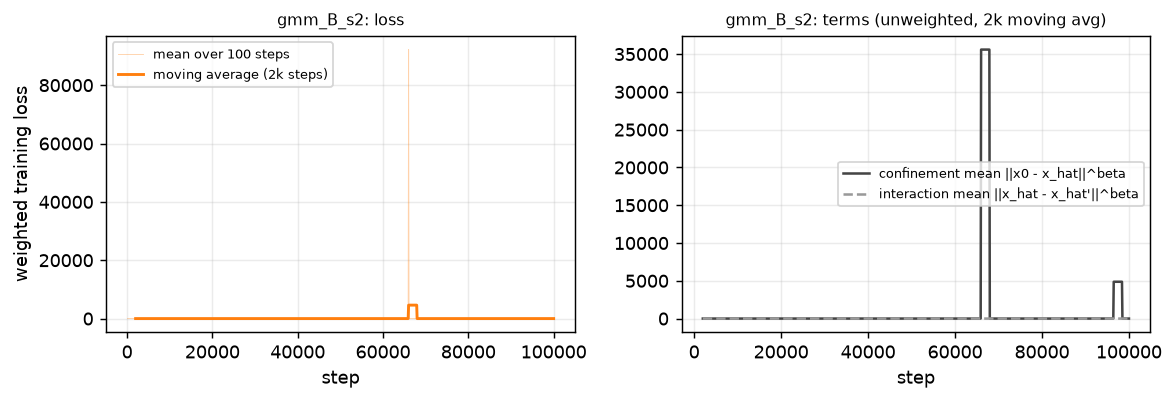 gmm_B_s2: loss
mean over 100 steps
moving average (2k steps)
80000
60000
40000
20000
0
weighted training loss
0 20000 40000 60000 80000 100000
step
gmm_B_s2: terms (unweighted, 2k moving avg)
35000
30000
25000
20000
15000
10000
5000
0
confinement mean ||x0 - x_hat||^beta
interaction mean ||x_hat - x_hat'||^beta
0 20000 40000 60000 80000 100000
step